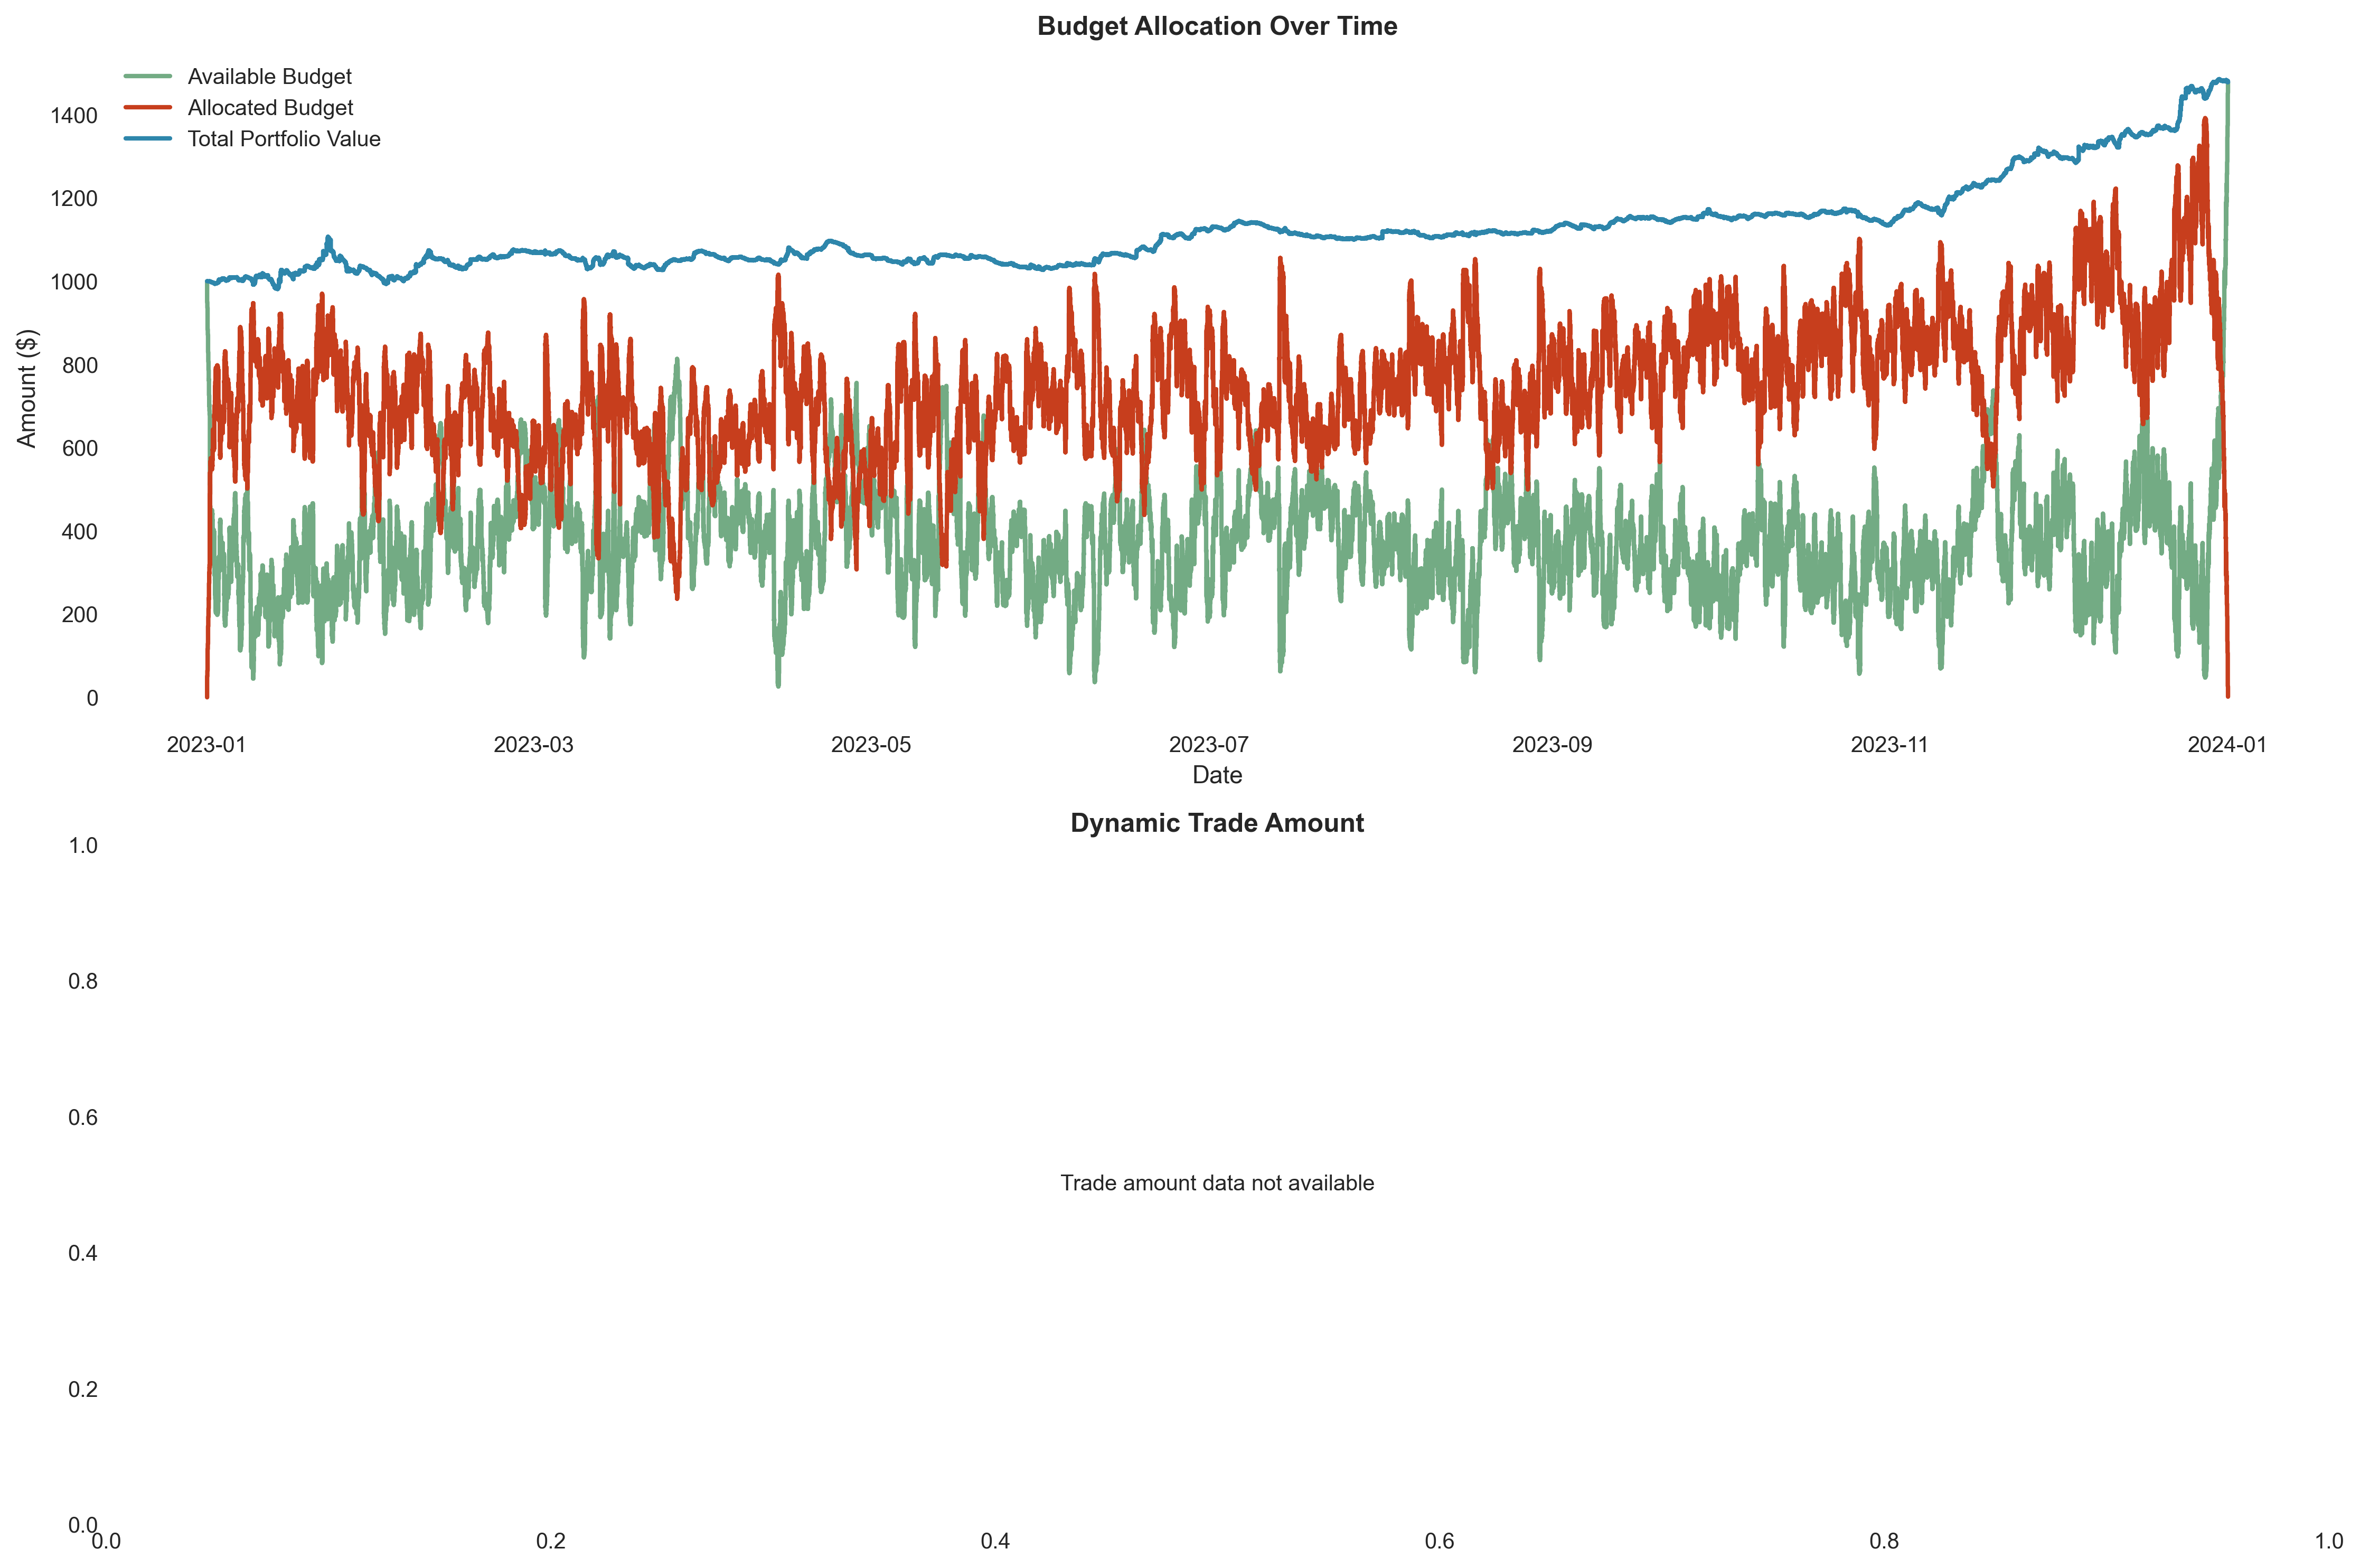 Budget Allocation Over Time
Available Budget
Allocated Budget
Total Portfolio Value
1400
1200
1000
800
600
400
200
0
Amount ($)
2023-01 2023-03 2023-05 2023-07 2023-09 2023-11 2024-01
Date
Dynamic Trade Amount
1.0
0.8
0.6
Trade amount data not available
0.4
0.2
0.0
0.0 0.2 0.4 0.6 0.8 1.0